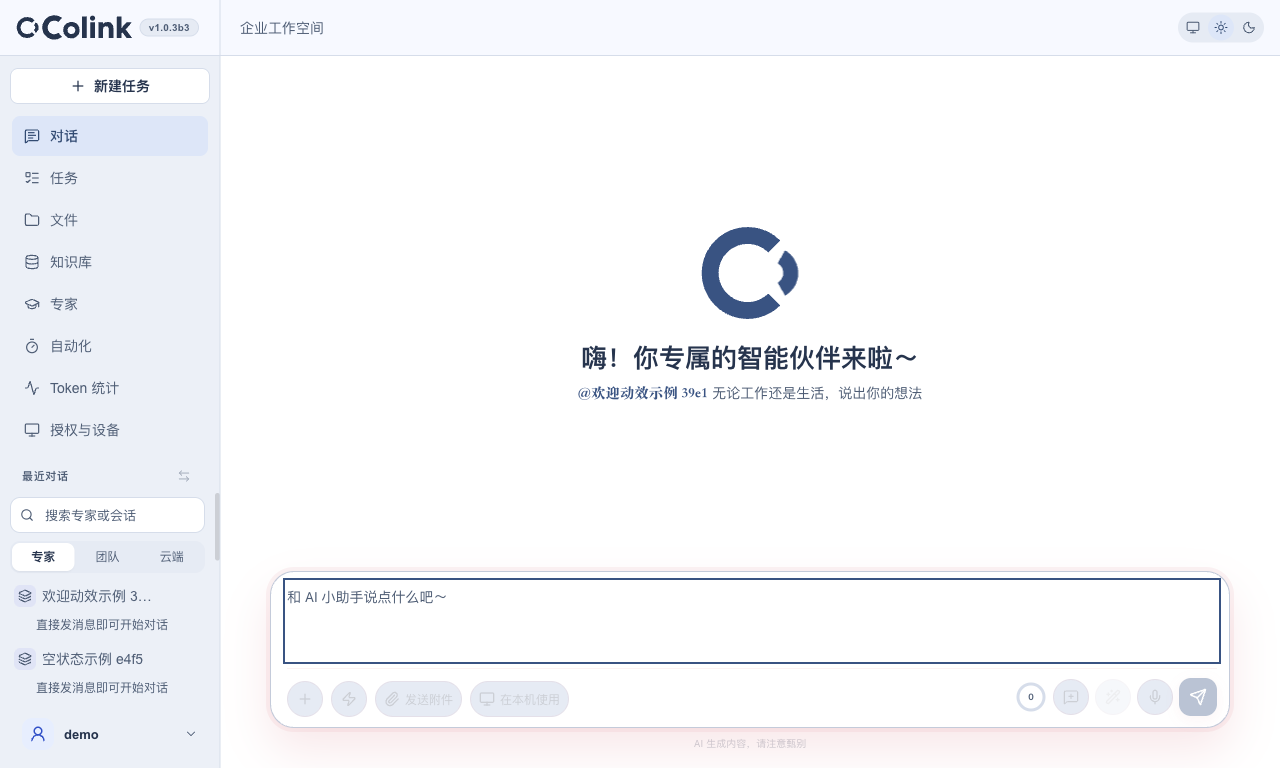 Colink v1.0.3b3
企业工作空间
新建任务
对话
任务
文件
知识库
专家
自动化
Token 统计
授权与设备
最近对话
搜索专家或会话
专家 团队 云端
欢迎动效示例 3...
直接发消息即可开始对话
空状态示例 e4f5
直接发消息即可开始对话
demo
嗨！你专属的智能伙伴来啦～
@欢迎动效示例 39e1 无论工作还是生活，说出你的想法
和 AI 小助手说点什么吧～
发送附件 在本机使用 0
AI 生成内容，请注意甄别